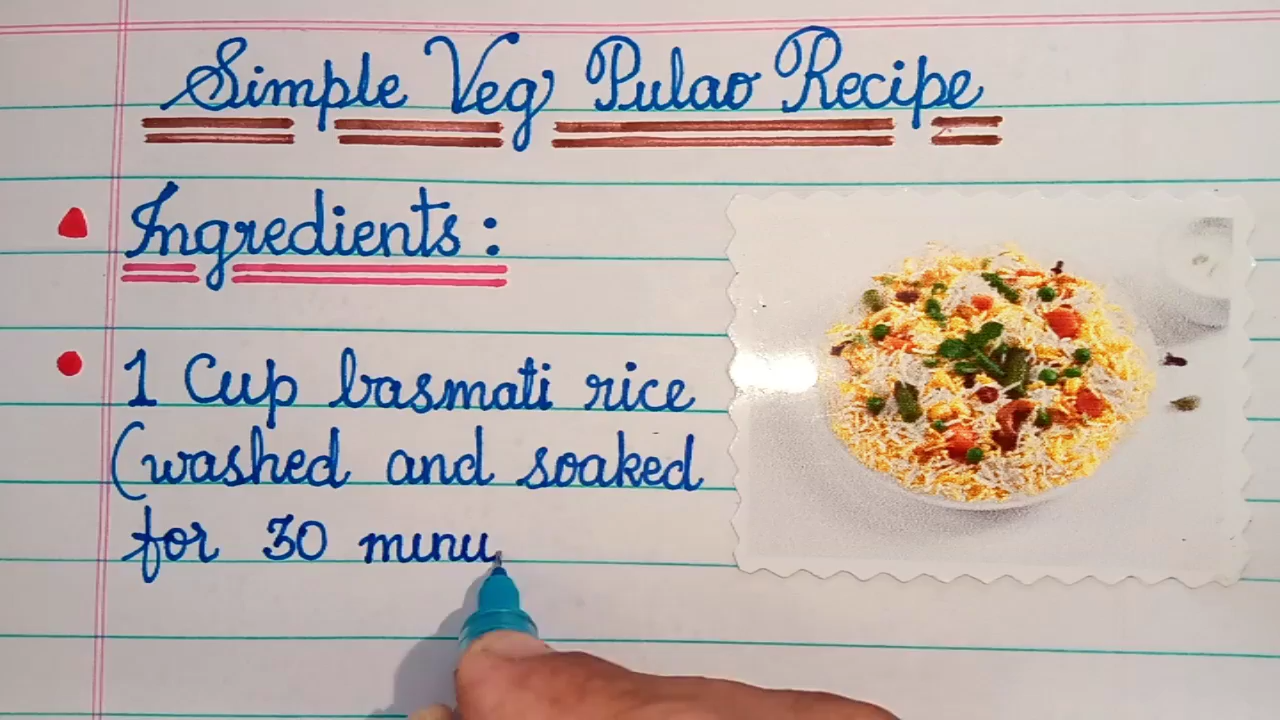 Simple Veg Pulao Recipe
Ingredients:
1 Cup basmati rice
(washed and soaked
for 30 minu